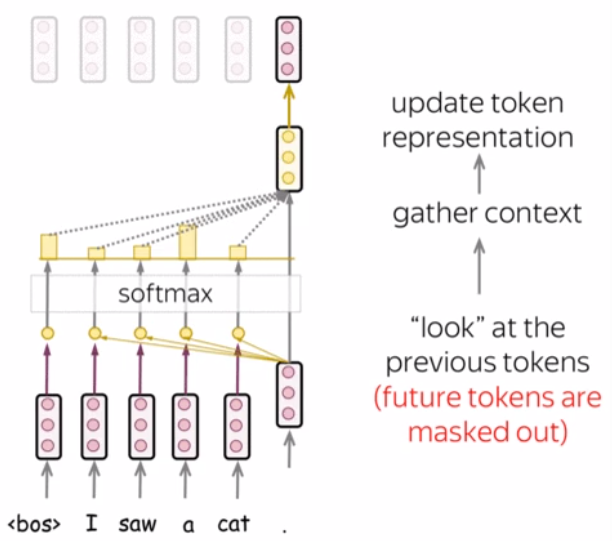 update token
representation
gather context
softmax
“look” at the
previous tokens
(future tokens are
masked out)
<bos> I saw a cat .